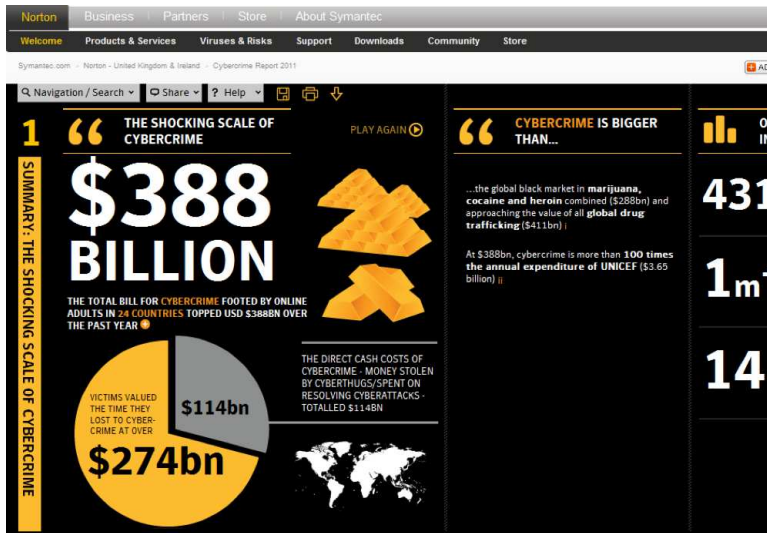 Norton Business Partners Store About Symantec
Welcome Products & Services Viruses & Risks Support Downloads Community Store
Symantec.com - Norton - United Kingdom & Ireland - Cybercrime Report 2011
AD
Navigation / Search Share ? Help
1
SUMMARY: THE SHOCKING SCALE OF CYBERCRIME
THE SHOCKING SCALE OF
CYBERCRIME
PLAY AGAIN
$388
BILLION
THE TOTAL BILL FOR CYBERCRIME FOOTED BY ONLINE
ADULTS IN 24 COUNTRIES TOPPED USD $388BN OVER
THE PAST YEAR
VICTIMS VALUED
THE TIME THEY
LOST TO CYBER-
CRIME AT OVER
$274bn
$114bn
THE DIRECT CASH COSTS OF
CYBERCRIME - MONEY STOLEN
BY CYBERTHUGS/SPENT ON
RESOLVING CYBERATTACKS -
TOTALLED $114BN
CYBERCRIME IS BIGGER
THAN...
...the global black market in marijuana,
cocaine and heroin combined ($288bn) and
approaching the value of all global drug
trafficking ($411bn) i
At $388bn, cybercrime is more than 100 times
the annual expenditure of UNICEF ($3.65
billion) ii
O
IN
431
1m
14